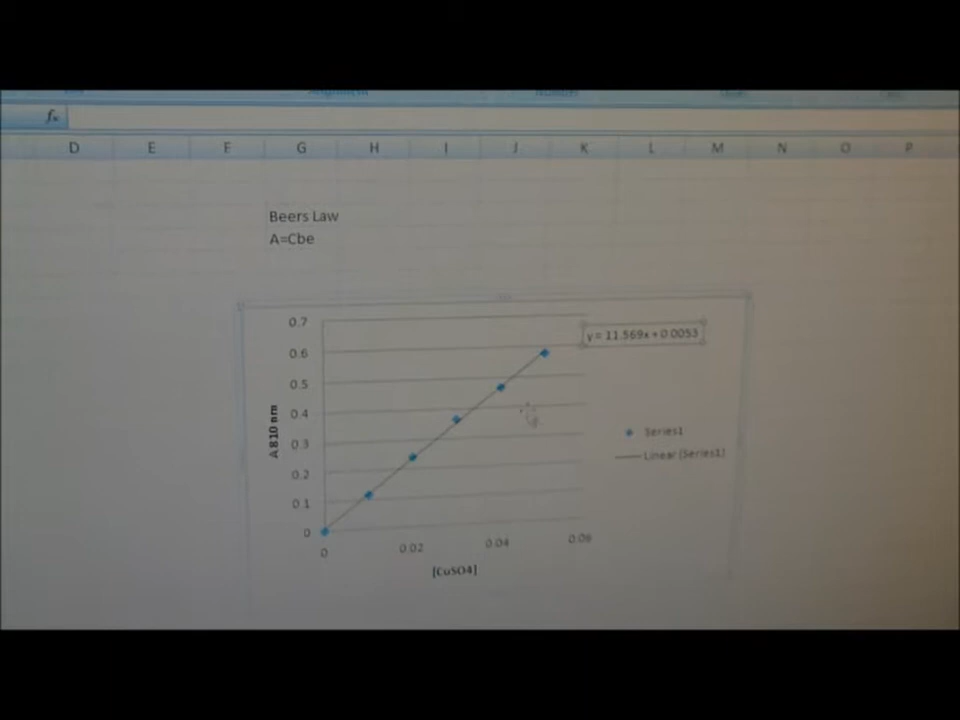 fx
D E F G H I J K L M N O P
Beers Law
A=Cbe
y = 11.569x + 0.0053
0.7
0.6
0.5
0.4
0.3
0.2
0.1
0
A 810 nm
Series1
Linear (Series1)
0 0.02 0.04 0.06
[CuSO4]